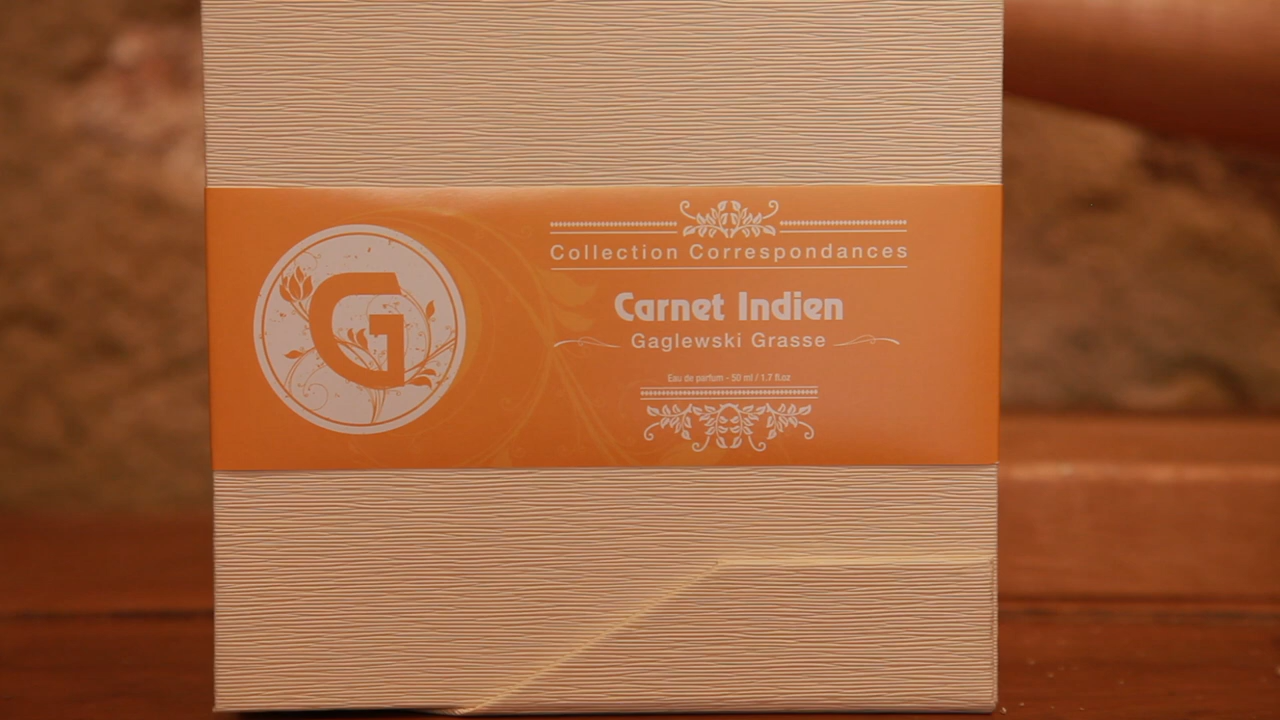 G
Collection Correspondances
Carnet Indien
Gaglewski Grasse
Eau de parfum - 50 ml / 1.7 fl.oz